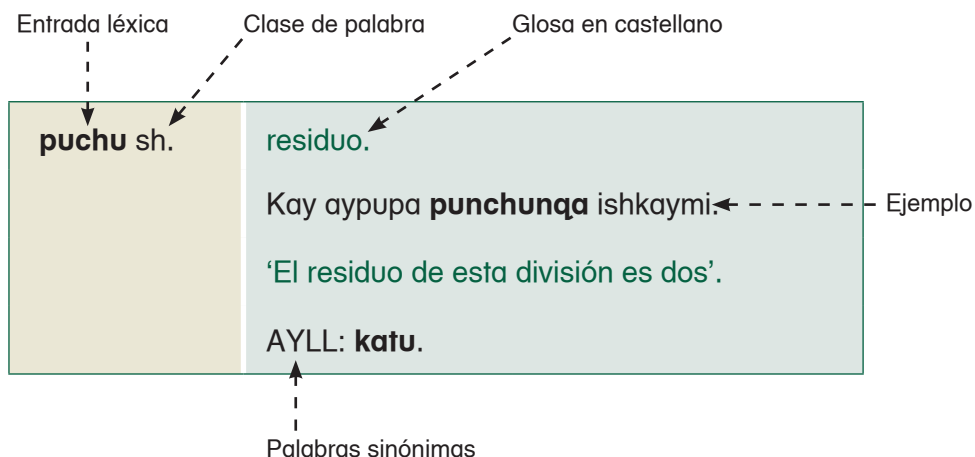 Entrada léxica Clase de palabra Glosa en castellano
puchu sh. residuo.
Kay aypupa punchunqa ishkaymi. Ejemplo
‘El residuo de esta división es dos’.
AYLL: katu.
Palabras sinónimas